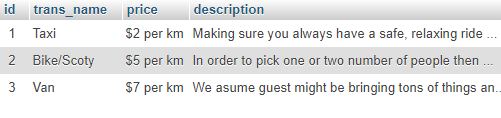 id trans_name price description
1 Taxi $2 per km Making sure you always have a safe, relaxing ride ...
2 Bike/Scoty $5 per km In order to pick one or two number of people then ...
3 Van $7 per km We asume guest might be bringing tons of things an..